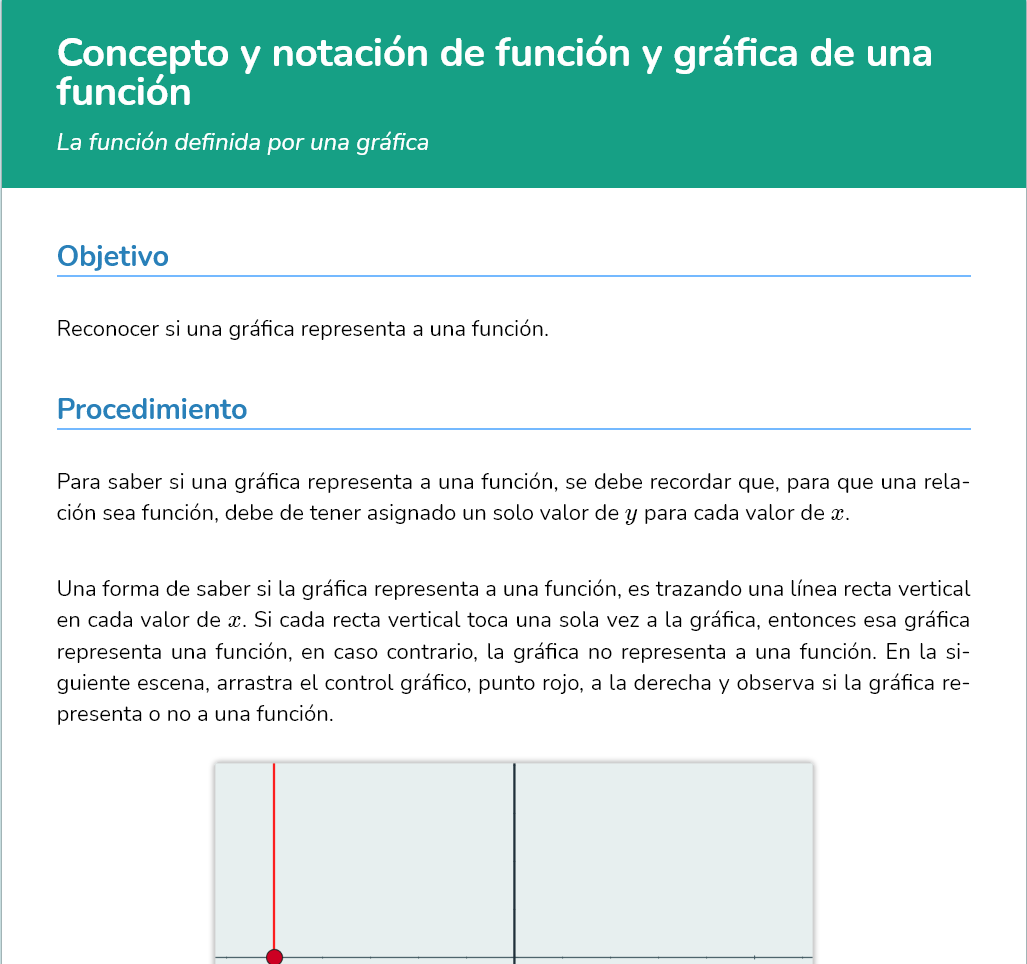 Concepto y notación de función y gráfica de una
función
La función definida por una gráfica
Objetivo
Reconocer si una gráfica representa a una función.
Procedimiento
Para saber si una gráfica representa a una función, se debe recordar que, para que una rela-
ción sea función, debe de tener asignado un solo valor de y para cada valor de x.
Una forma de saber si la gráfica representa a una función, es trazando una línea recta vertical
en cada valor de x. Si cada recta vertical toca una sola vez a la gráfica, entonces esa gráfica
representa una función, en caso contrario, la gráfica no representa a una función. En la si-
guiente escena, arrastra el control gráfico, punto rojo, a la derecha y observa si la gráfica re-
presenta o no a una función.